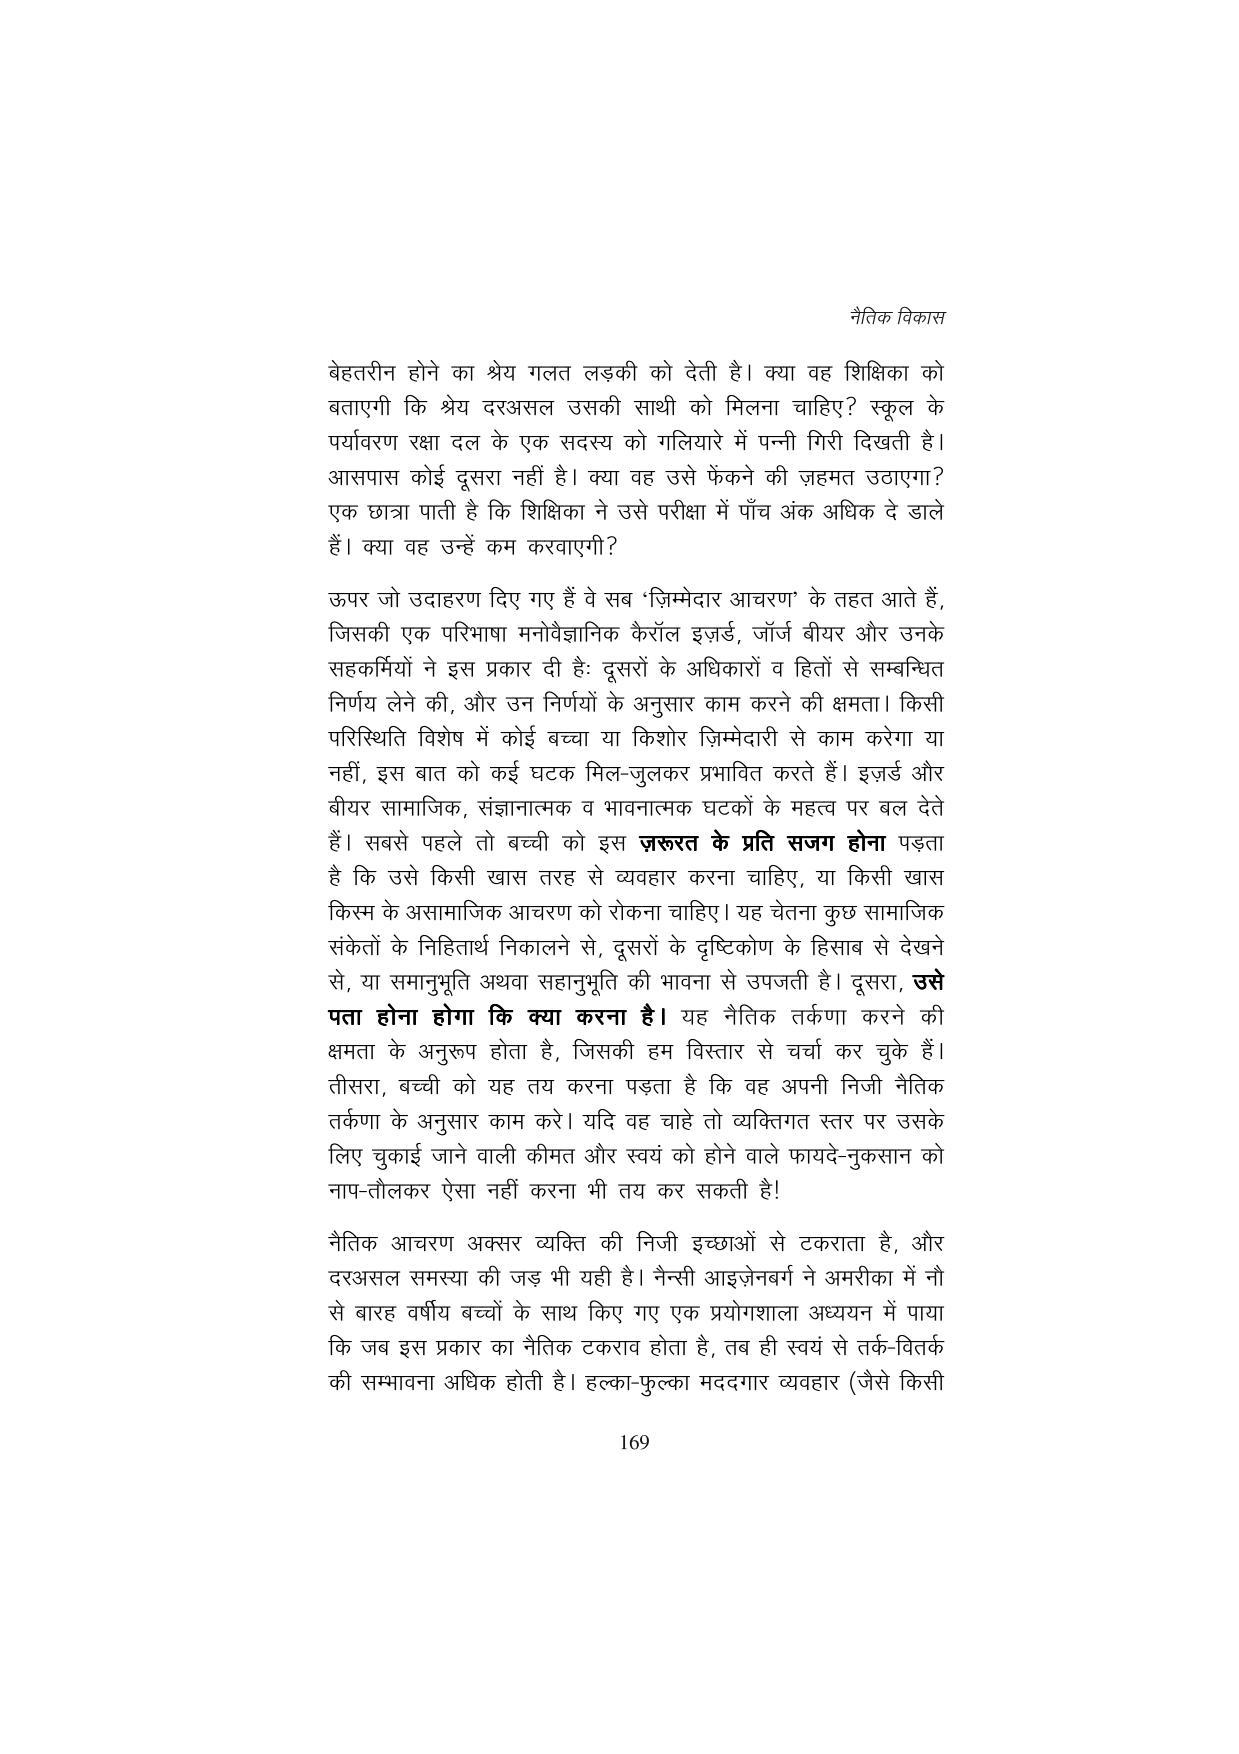 नैतिक विकास
बेहतरीन होने का श्रेय गलत लड़की को देती है। क्या वह शिक्षिका को
बताएगी कि श्रेय दरअसल उसकी साथी को मिलना चाहिए? स्कूल के
पर्यावरण रक्षा दल के एक सदस्य को गलियारे में पन्नी गिरी दिखती है।
आसपास कोई दूसरा नहीं है। क्या वह उसे फेंकने की ज़हमत उठाएगा?
एक छात्रा पाती है कि शिक्षिका ने उसे परीक्षा में पाँच अंक अधिक दे डाले
हैं। क्या वह उन्हें कम करवाएगी?
ऊपर जो उदाहरण दिए गए हैं वे सब ‘ज़िम्मेदार आचरण’ के तहत आते हैं,
जिसकी एक परिभाषा मनोवैज्ञानिक कैरॉल इज़र्ड, जॉर्ज बीयर और उनके
सहकर्मियों ने इस प्रकार दी है: दूसरों के अधिकारों व हितों से सम्बन्धित
निर्णय लेने की, और उन निर्णयों के अनुसार काम करने की क्षमता। किसी
परिस्थिति विशेष में कोई बच्चा या किशोर ज़िम्मेदारी से काम करेगा या
नहीं, इस बात को कई घटक मिल-जुलकर प्रभावित करते हैं। इज़र्ड और
बीयर सामाजिक, संज्ञानात्मक व भावनात्मक घटकों के महत्व पर बल देते
हैं। सबसे पहले तो बच्ची को इस ज़रूरत के प्रति सजग होना पड़ता
है कि उसे किसी खास तरह से व्यवहार करना चाहिए, या किसी खास
किस्म के असामाजिक आचरण को रोकना चाहिए। यह चेतना कुछ सामाजिक
संकेतों के निहितार्थ निकालने से, दूसरों के दृष्टिकोण के हिसाब से देखने
से, या समानुभूति अथवा सहानुभूति की भावना से उपजती है। दूसरा, उसे
पता होना होगा कि क्या करना है। यह नैतिक तर्कणा करने की
क्षमता के अनुरूप होता है, जिसकी हम विस्तार से चर्चा कर चुके हैं।
तीसरा, बच्ची को यह तय करना पड़ता है कि वह अपनी निजी नैतिक
तर्कणा के अनुसार काम करे। यदि वह चाहे तो व्यक्तिगत स्तर पर उसके
लिए चुकाई जाने वाली कीमत और स्वयं को होने वाले फायदे-नुकसान को
नाप-तौलकर ऐसा नहीं करना भी तय कर सकती है!
नैतिक आचरण अक्सर व्यक्ति की निजी इच्छाओं से टकराता है, और
दरअसल समस्या की जड़ भी यही है। नैन्सी आइज़ेनबर्ग ने अमरीका में नौ
से बारह वर्षीय बच्चों के साथ किए गए एक प्रयोगशाला अध्ययन में पाया
कि जब इस प्रकार का नैतिक टकराव होता है, तब ही स्वयं से तर्क-वितर्क
की सम्भावना अधिक होती है। हल्का-फुल्का मददगार व्यवहार (जैसे किसी
169